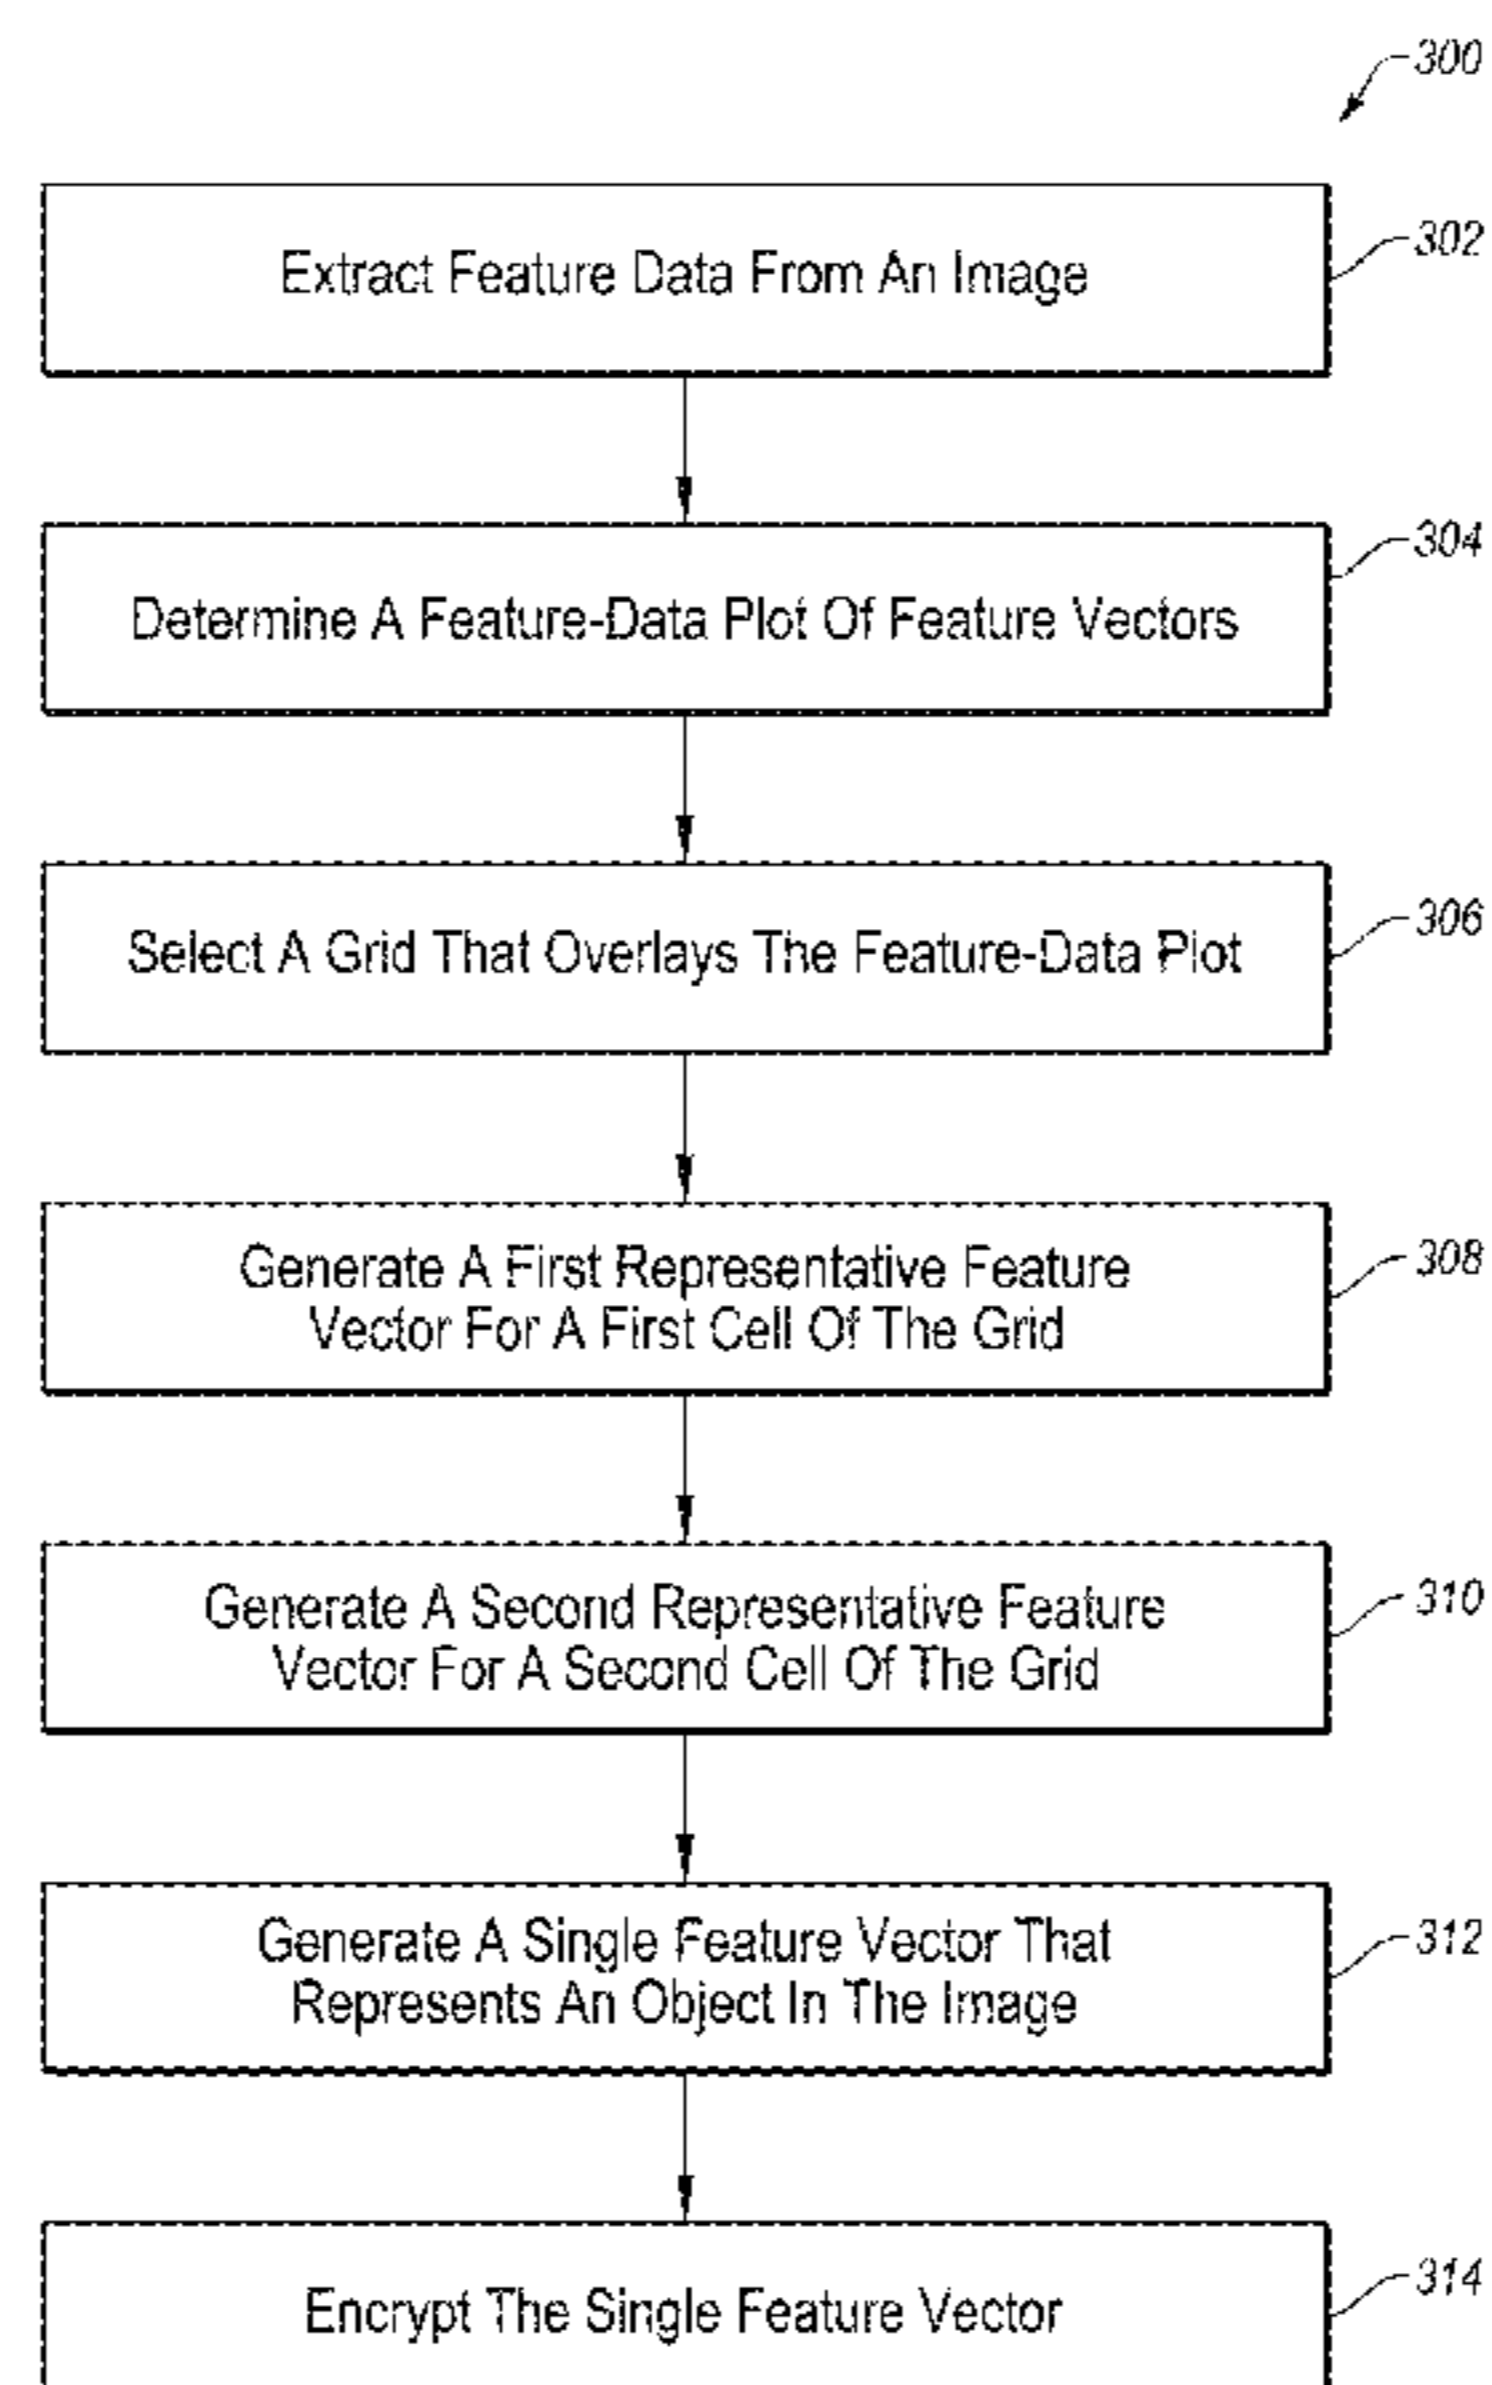 300
Extract Feature Data From An Image
302
Determine A Feature-Data Plot Of Feature Vectors
304
Select A Grid That Overlays The Feature-Data Plot
306
Generate A First Representative Feature
Vector For A First Cell Of The Grid
308
Generate A Second Representative Feature
Vector For A Second Cell Of The Grid
310
Generate A Single Feature Vector That
Represents An Object In The Image
312
Encrypt The Single Feature Vector
314